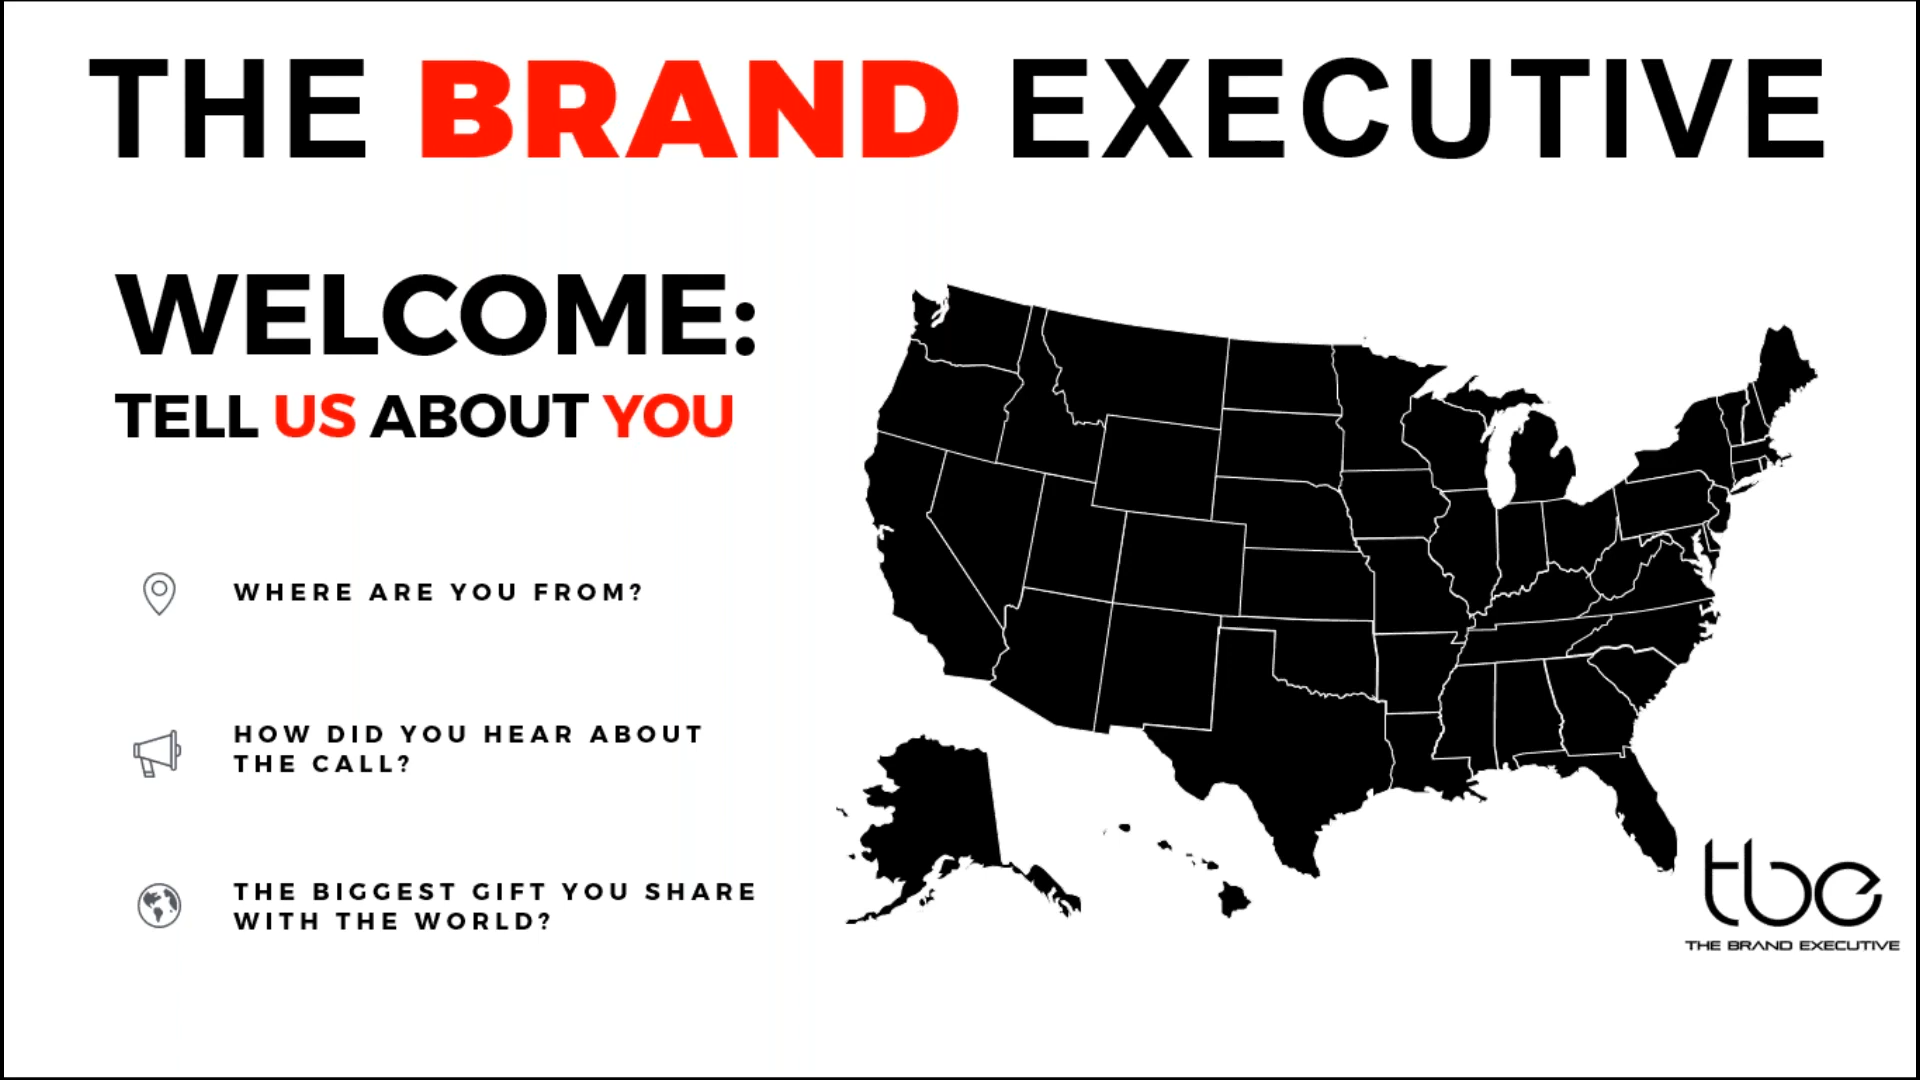 THE BRAND EXECUTIVE
WELCOME:
TELL US ABOUT YOU
WHERE ARE YOU FROM?
HOW DID YOU HEAR ABOUT
THE CALL?
THE BIGGEST GIFT YOU SHARE
WITH THE WORLD?
tbe
THE BRAND EXECUTIVE